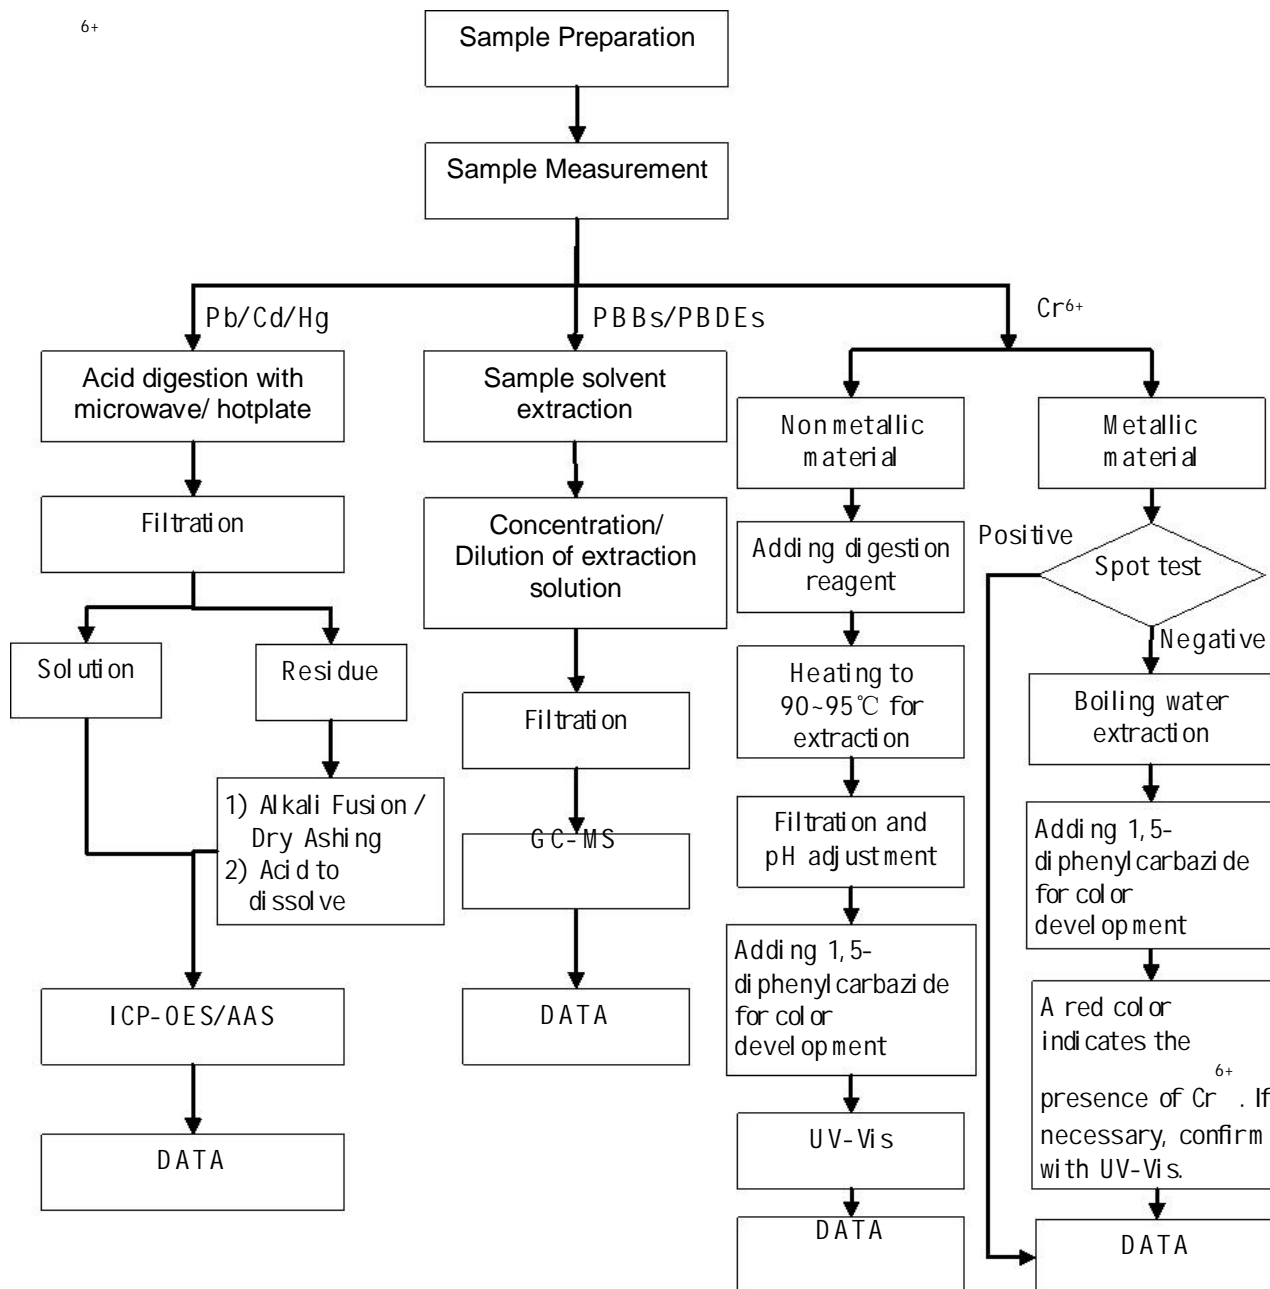 6+
Sample Preparation
Sample Measurement
Pb/Cd/Hg
PBBs/PBDEs
Cr6+
Acid digestion with
microwave/ hotplate
Filtration
Solution
Residue
1) Alkali Fusion /
Dry Ashing
2) Acid to
dissolve
ICP-OES/AAS
DATA
Sample solvent
extraction
Concentration/
Dilution of extraction
solution
Filtration
GC-MS
DATA
Nonmetallic
material
Adding digestion
reagent
Heating to
90~95℃ for
extraction
Filtration and
pH adjustment
Adding 1,5-
diphenylcarbazide
for color
development
UV-Vis
DATA
Metallic
material
Positive
Spot test
Negative
Boiling water
extraction
Adding 1,5-
diphenylcarbazide
for color
development
A red color
indicates the
6+
presence of Cr . If
necessary, confirm
with UV-Vis.
DATA